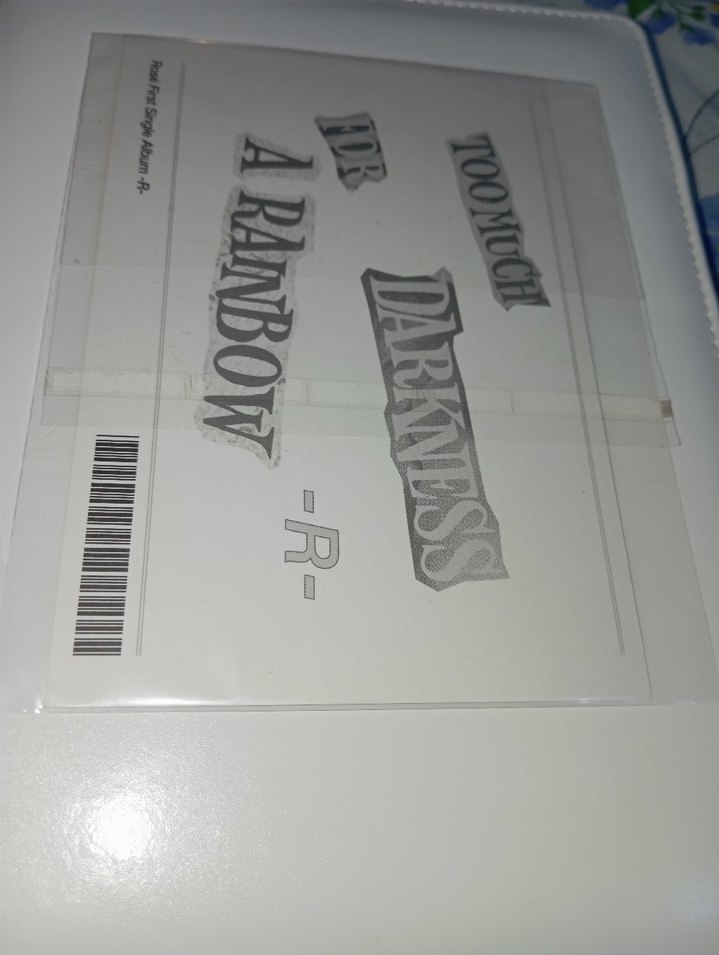 TOO MUCH
DARKNESS
FOR
A RAINBOW
-R-
Rosé First Single Album -R-